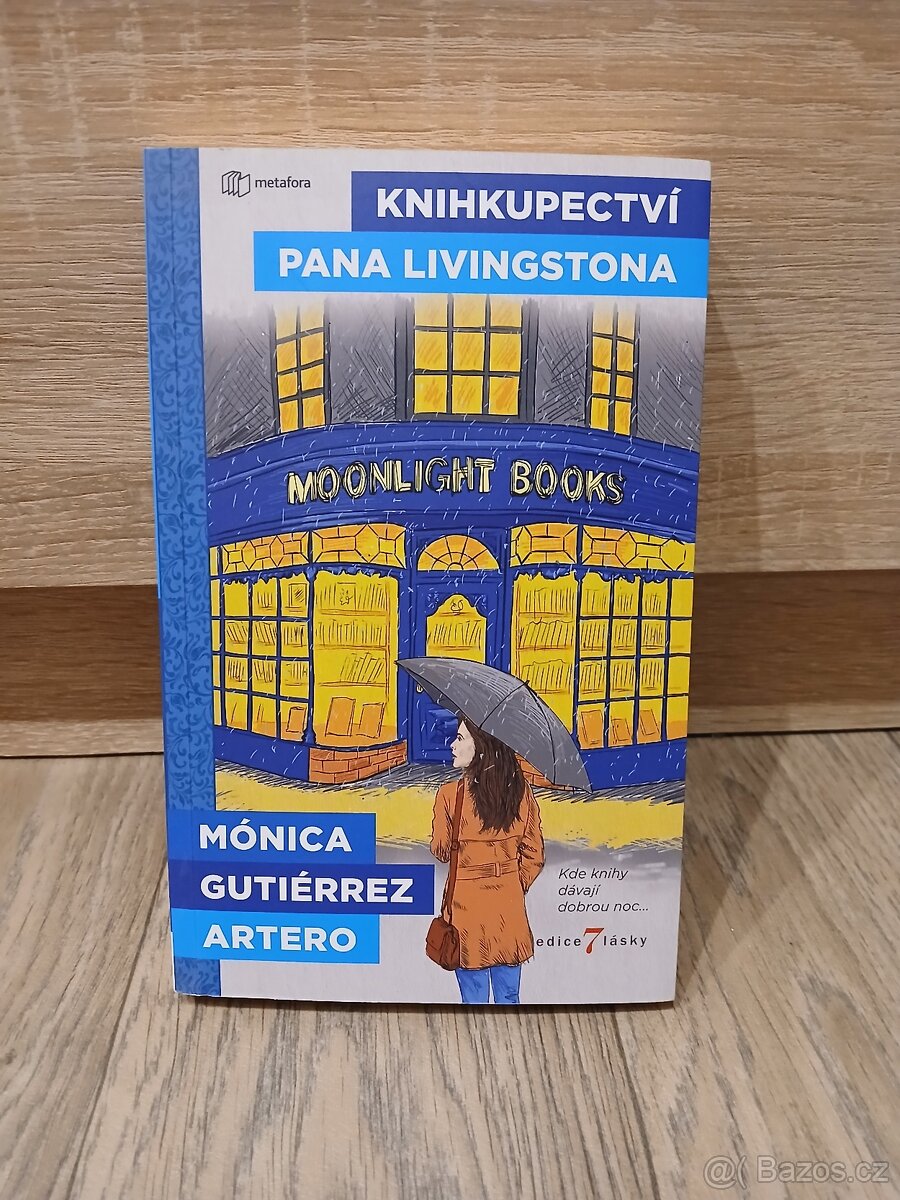 metafora
KNIHKUPECTVÍ
PANA LIVINGSTONA
MOONLIGHT BOOKS
MÓNICA
GUTIÉRREZ
ARTERO
Kde knihy
dávají
dobrou noc...
edice 7 lásky
@( Bazos.cz